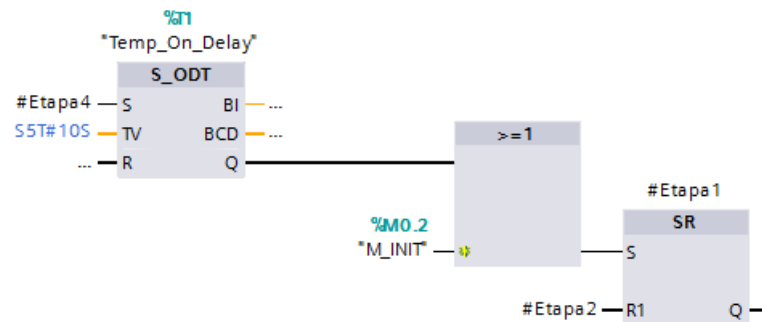 %T1
"Temp_On_Delay"
S_ODT
#Etapa4 S BI ...
S5T#10S TV BCD ...
... R Q
>=1
%M0.2
"M_INIT"
#Etapa1
SR
S
#Etapa2 R1 Q